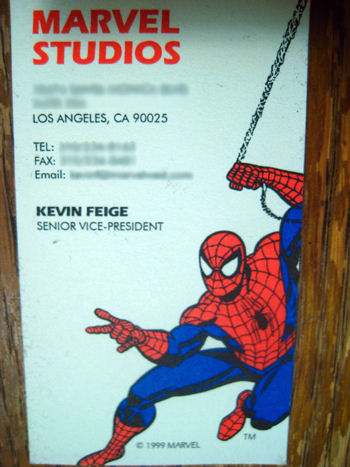 MARVEL
STUDIOS
LOS ANGELES, CA 90025
TEL:
FAX:
Email:
KEVIN FEIGE
SENIOR VICE-PRESIDENT
TM
© 1999 MARVEL